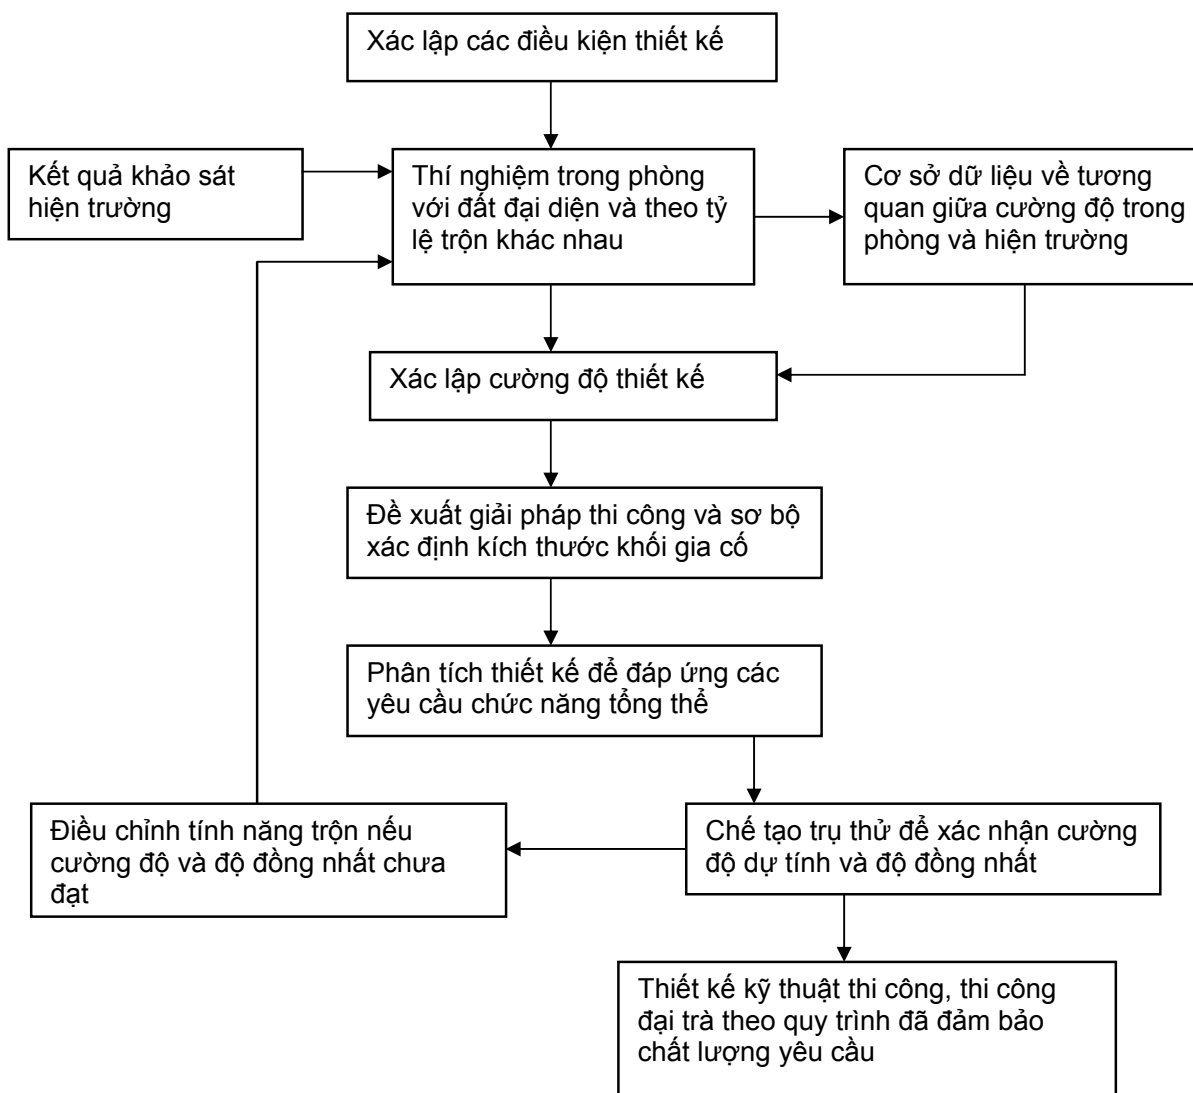 Xác lập các điều kiện thiết kế
Kết quả khảo sát
hiện trường
Thí nghiệm trong phòng
với đất đại diện và theo tỷ
lệ trộn khác nhau
Cơ sở dữ liệu về tương
quan giữa cường độ trong
phòng và hiện trường
Xác lập cường độ thiết kế
Đề xuất giải pháp thi công và sơ bộ
xác định kích thước khối gia cố
Phân tích thiết kế để đáp ứng các
yêu cầu chức năng tổng thể
Điều chỉnh tính năng trộn nếu
cường độ và độ đồng nhất chưa
đạt
Chế tạo trụ thử để xác nhận cường
độ dự tính và độ đồng nhất
Thiết kế kỹ thuật thi công, thi công
đại trà theo quy trình đã đảm bảo
chất lượng yêu cầu